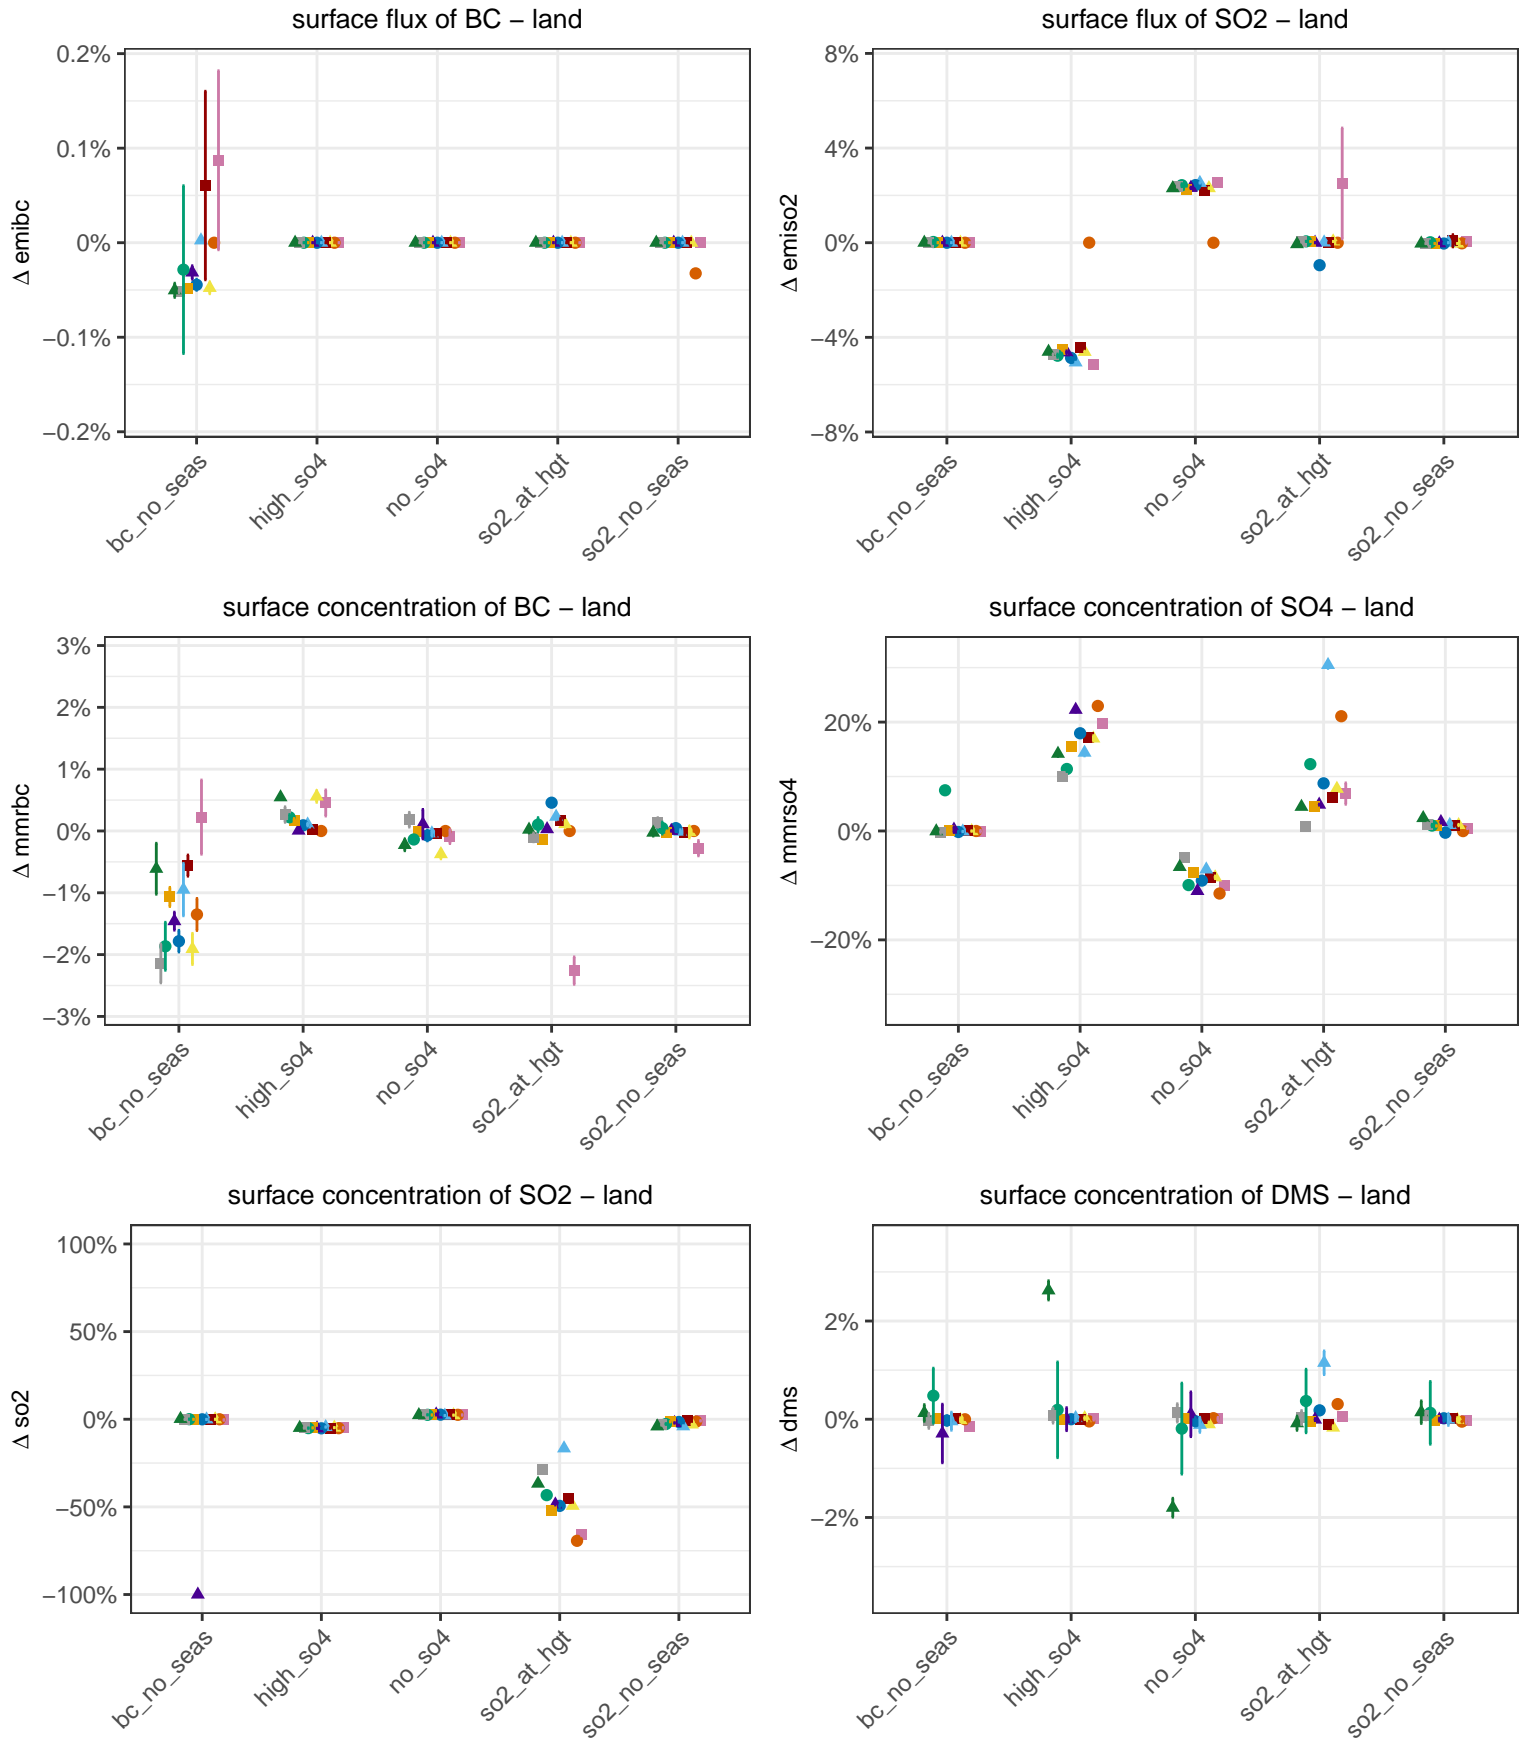 surface flux of BC − land
Δ emibc
0.2%
0.1%
0%
−0.1%
−0.2%
bc_no_seas
high_so4
no_so4
so2_at_hgt
so2_no_seas
surface flux of SO2 − land
Δ emiso2
8%
4%
0%
−4%
−8%
bc_no_seas
high_so4
no_so4
so2_at_hgt
so2_no_seas
surface concentration of BC − land
Δ mmrbc
3%
2%
1%
0%
−1%
−2%
−3%
bc_no_seas
high_so4
no_so4
so2_at_hgt
so2_no_seas
surface concentration of SO4 − land
Δ mmrso4
20%
0%
−20%
bc_no_seas
high_so4
no_so4
so2_at_hgt
so2_no_seas
surface concentration of SO2 − land
Δ so2
100%
50%
0%
−50%
−100%
bc_no_seas
high_so4
no_so4
so2_at_hgt
so2_no_seas
surface concentration of DMS − land
Δ dms
2%
0%
−2%
bc_no_seas
high_so4
no_so4
so2_at_hgt
so2_no_seas